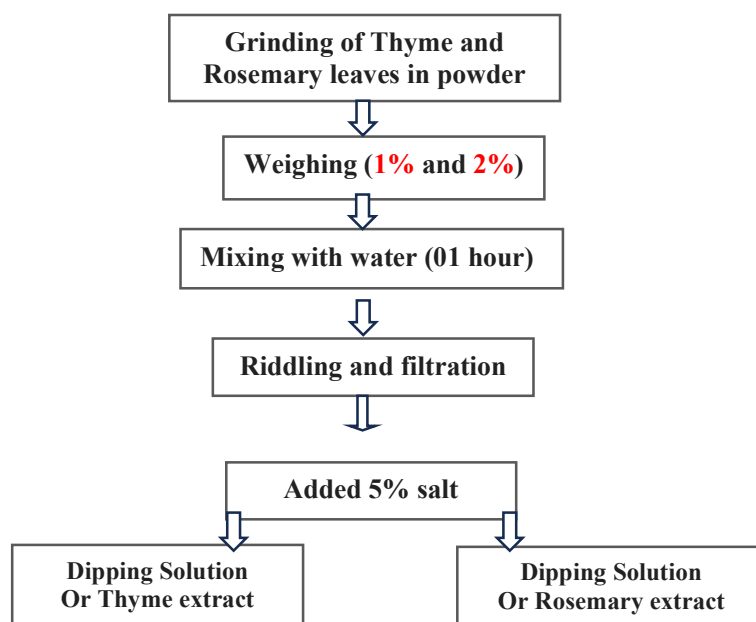 Grinding of Thyme and
Rosemary leaves in powder
Weighing (1% and 2%)
Mixing with water (01 hour)
Riddling and filtration
Added 5% salt
Dipping Solution
Or Thyme extract
Dipping Solution
Or Rosemary extract